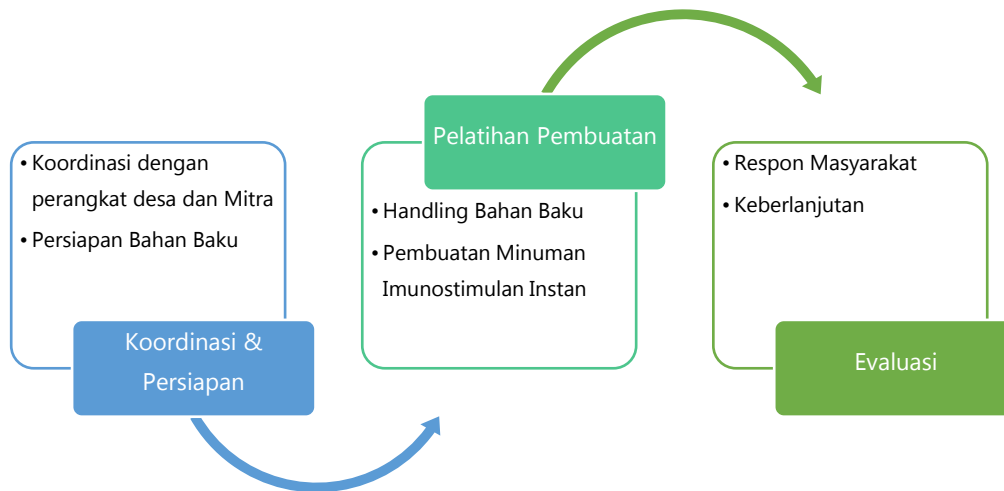 • Koordinasi dengan
perangkat desa dan Mitra
• Persiapan Bahan Baku
Koordinasi &
Persiapan
Pelatihan Pembuatan
• Handling Bahan Baku
• Pembuatan Minuman
Imunostimulan Instan
• Respon Masyarakat
• Keberlanjutan
Evaluasi